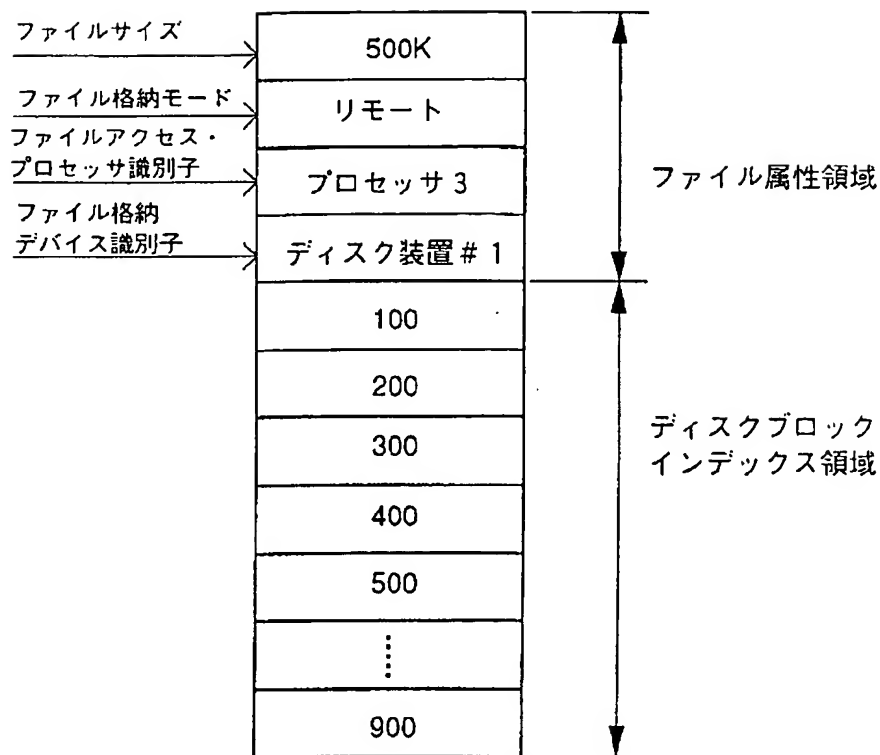 ファイルサイズ
500K
ファイル格納モード
リモート
ファイルアクセス・
プロセッサ識別子
プロセッサ3
ファイル格納
デバイス識別子
ディスク装置#1
ファイル属性領域
100
200
300
400
500
900
ディスクブロック
インデックス領域